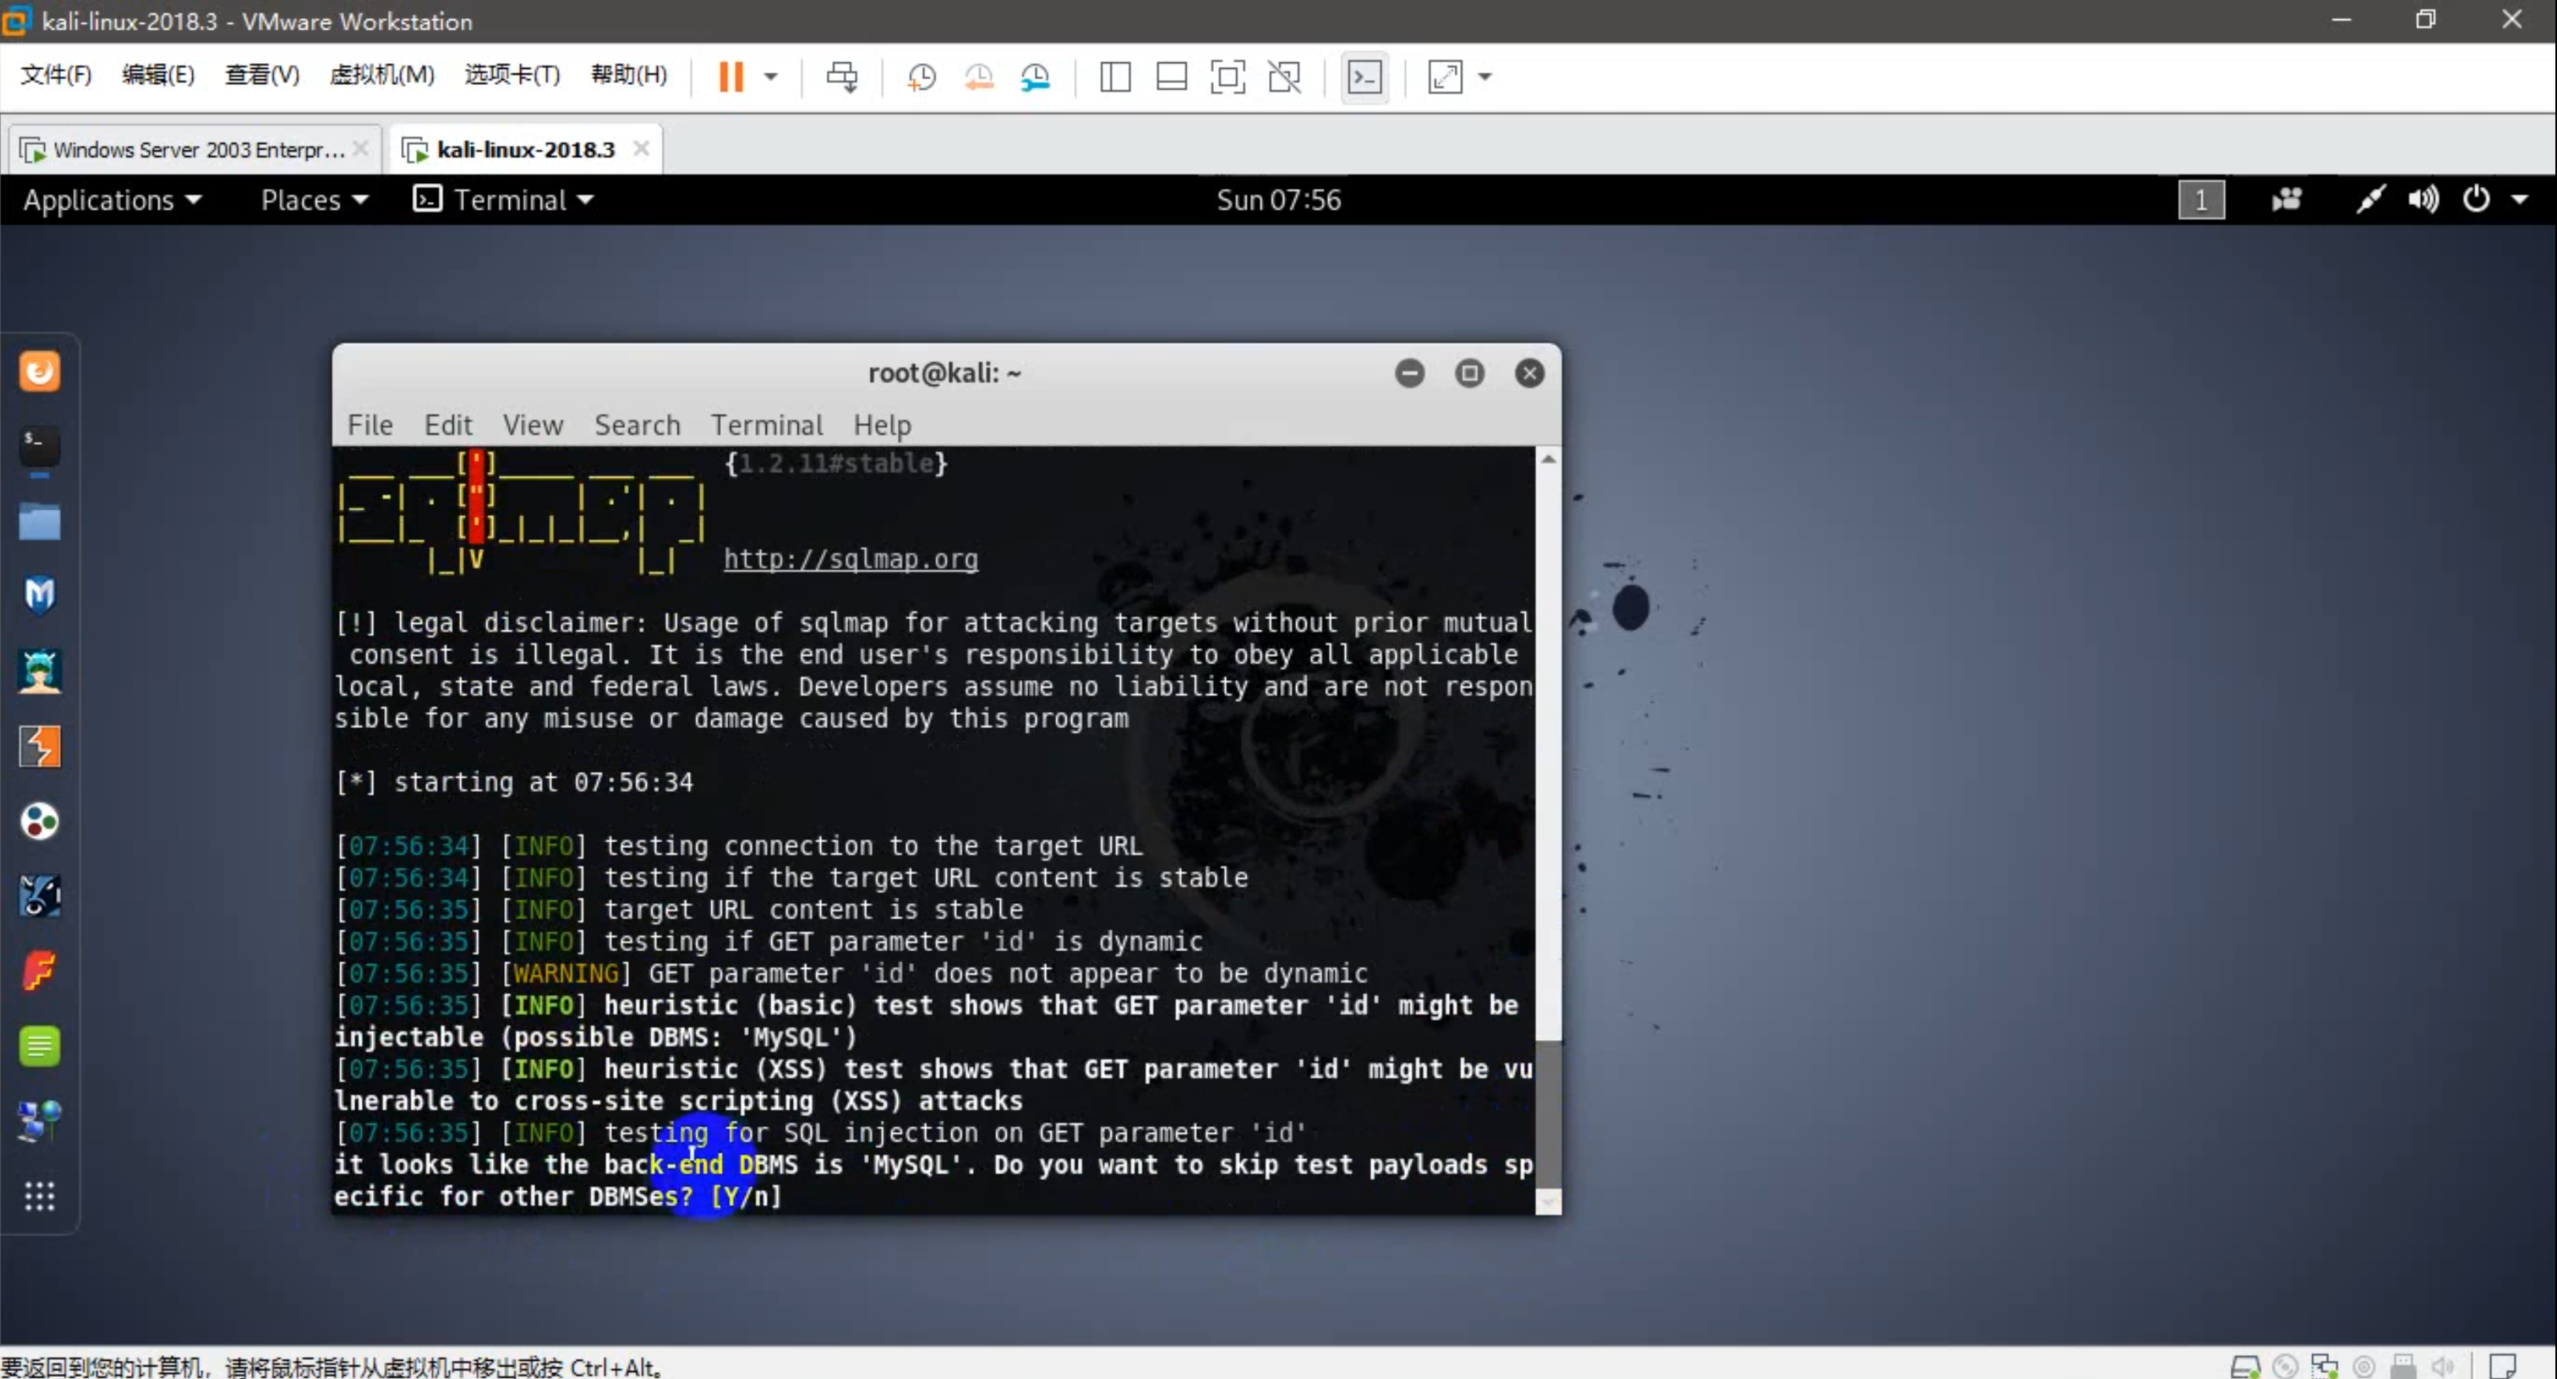 kali-linux-2018.3 - VMware Workstation
文件(F) 编辑(E) 查看(V) 虚拟机(M) 选项卡(T) 帮助(H)
Windows Server 2003 Enterpr... kali-linux-2018.3
Applications Places Terminal Sun 07:56 1
root@kali: ~
File Edit View Search Terminal Help
{1.2.11#stable}
http://sqlmap.org
[!] legal disclaimer: Usage of sqlmap for attacking targets without prior mutual
consent is illegal. It is the end user's responsibility to obey all applicable
local, state and federal laws. Developers assume no liability and are not respon
sible for any misuse or damage caused by this program
[*] starting at 07:56:34
[07:56:34] [INFO] testing connection to the target URL
[07:56:34] [INFO] testing if the target URL content is stable
[07:56:35] [INFO] target URL content is stable
[07:56:35] [INFO] testing if GET parameter 'id' is dynamic
[07:56:35] [WARNING] GET parameter 'id' does not appear to be dynamic
[07:56:35] [INFO] heuristic (basic) test shows that GET parameter 'id' might be
injectable (possible DBMS: 'MySQL')
[07:56:35] [INFO] heuristic (XSS) test shows that GET parameter 'id' might be vu
lnerable to cross-site scripting (XSS) attacks
[07:56:35] [INFO] testing for SQL injection on GET parameter 'id'
it looks like the back-end DBMS is 'MySQL'. Do you want to skip test payloads sp
ecific for other DBMSes? [Y/n]
要返回到您的计算机，请将鼠标指针从虚拟机中移出或按 Ctrl+Alt。